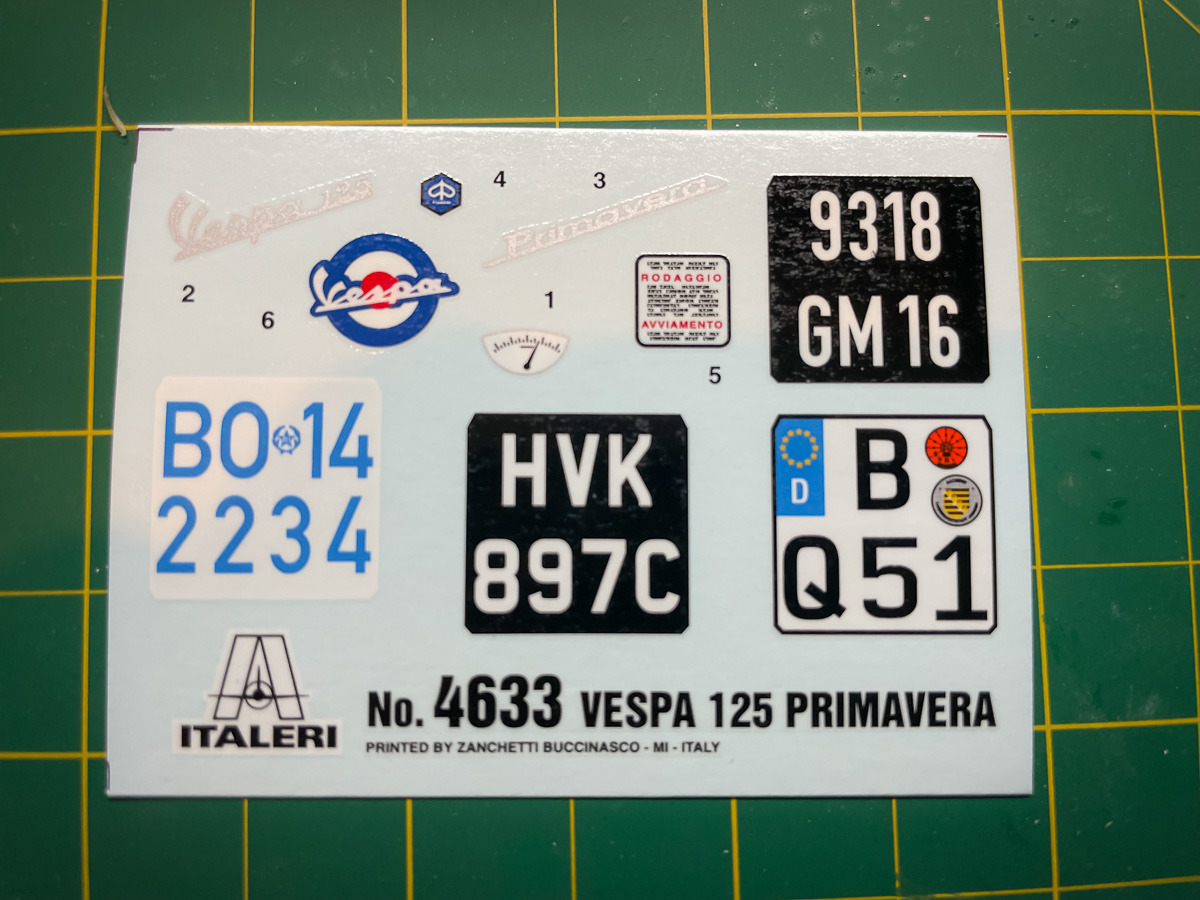 Vespa 125
4
3
Primavera
9318
GM 16
2
6
Vespa
1
7
RODAGGIO
AVVIAMENTO
5
BO 14
2234
HVK
897C
D
B
Q51
ITALERI
No. 4633 VESPA 125 PRIMAVERA
PRINTED BY ZANCHETTI BUCCINASCO - MI - ITALY